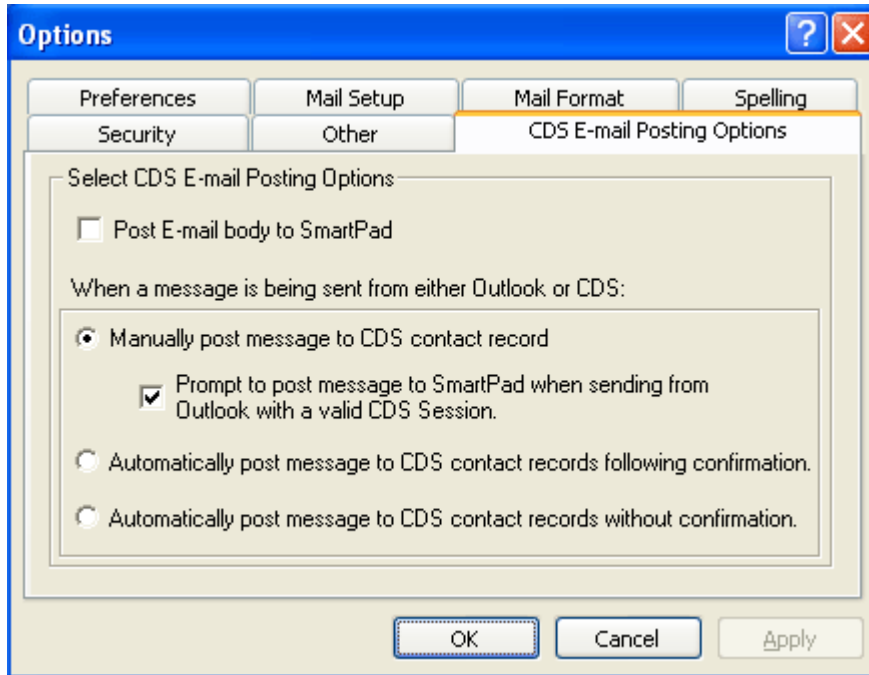 Options
Preferences Mail Setup Mail Format Spelling
Security Other CDS E-mail Posting Options
Select CDS E-mail Posting Options
Post E-mail body to SmartPad
When a message is being sent from either Outlook or CDS:
Manually post message to CDS contact record
Prompt to post message to SmartPad when sending from
Outlook with a valid CDS Session.
Automatically post message to CDS contact records following confirmation.
Automatically post message to CDS contact records without confirmation.
OK Cancel Apply